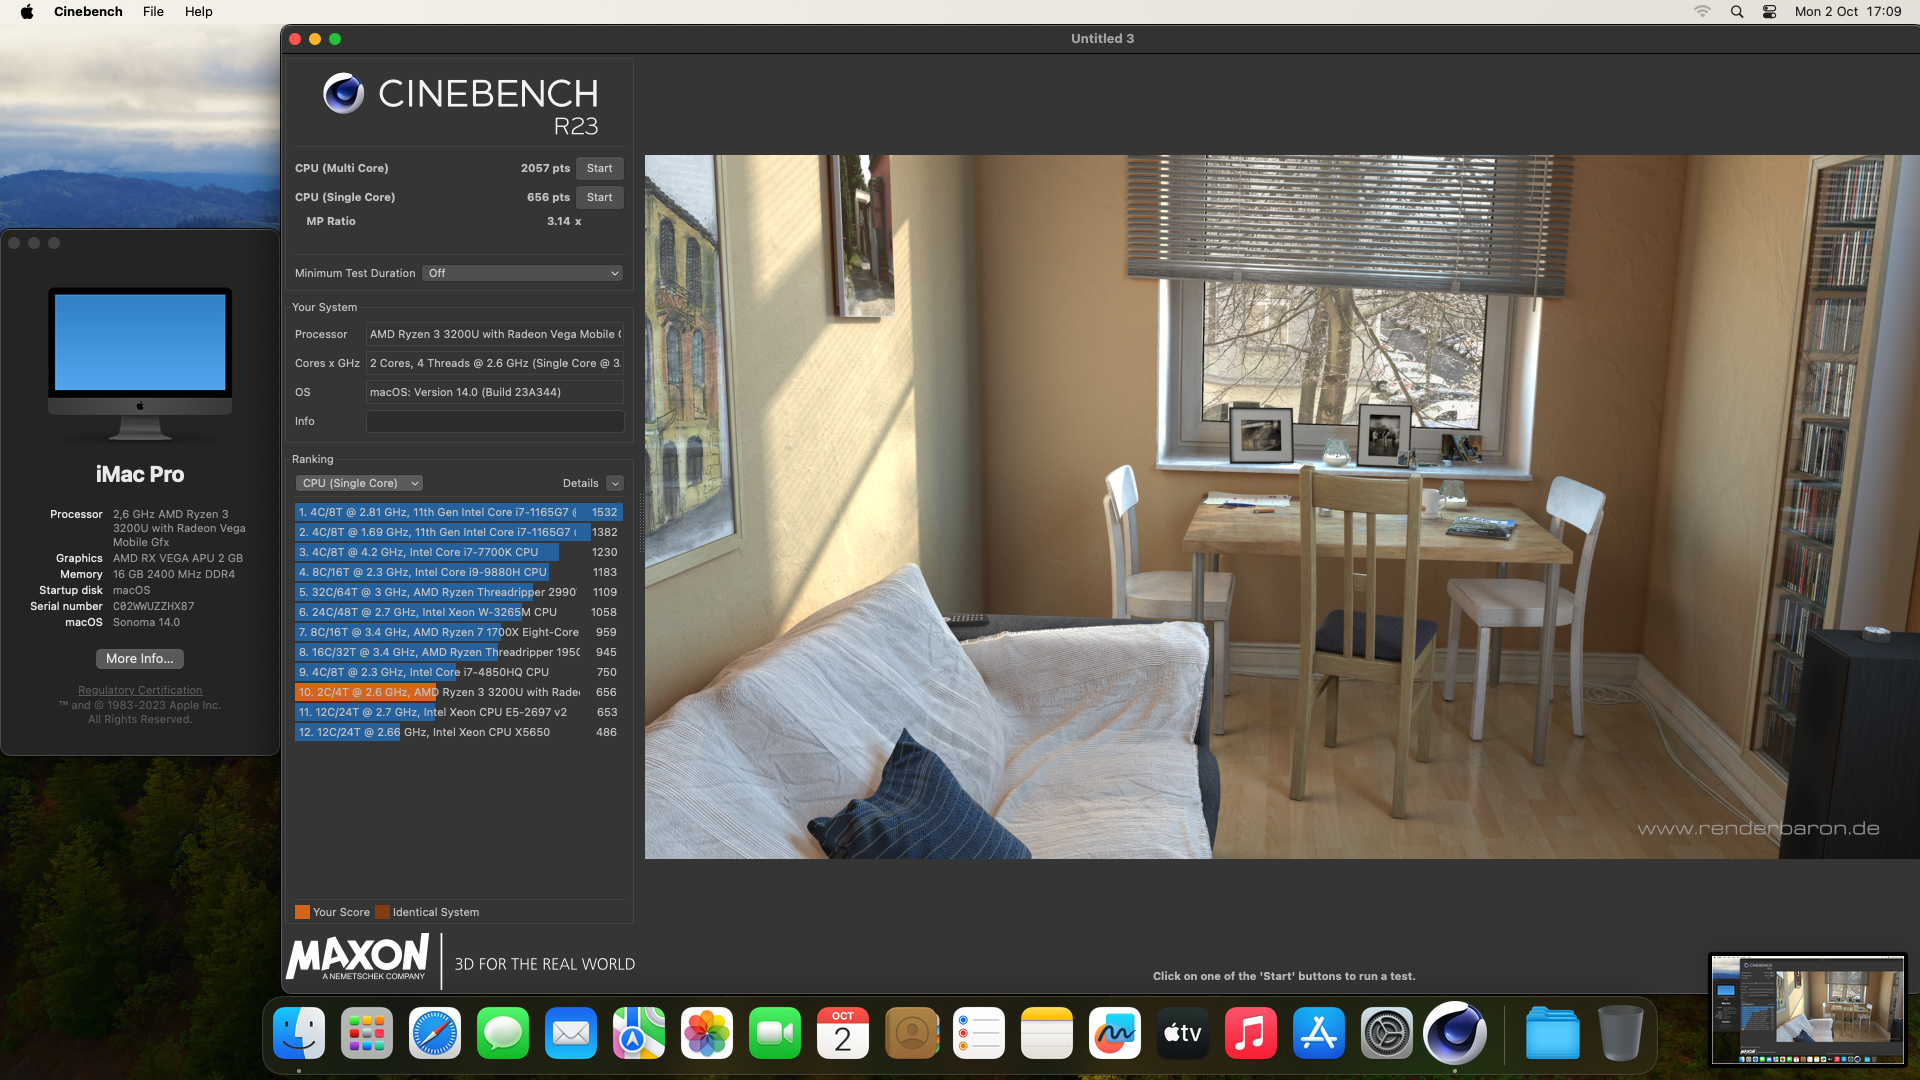 Cinebench File Help
Mon 2 Oct 17:09
Untitled 3
CINEBENCH
R23
CPU (Multi Core) 2057 pts Start
CPU (Single Core) 656 pts Start
MP Ratio 3.14 x
Minimum Test Duration Off
Your System
Processor AMD Ryzen 3 3200U with Radeon Vega Mobile
Cores x GHz 2 Cores, 4 Threads @ 2.6 GHz (Single Core @ 3.
OS macOS: Version 14.0 (Build 23A344)
Info
Ranking
CPU (Single Core) Details
1. 4C/8T @ 2.81 GHz, 11th Gen Intel Core i7-1165G7 1532
2. 4C/8T @ 1.69 GHz, 11th Gen Intel Core i7-1165G7 1382
3. 4C/8T @ 4.2 GHz, Intel Core i7-7700K CPU 1230
4. 8C/16T @ 2.3 GHz, Intel Core i9-9880H CPU 1183
5. 32C/64T @ 3 GHz, AMD Ryzen Threadripper 2990 1109
6. 24C/48T @ 2.7 GHz, Intel Xeon W-3265M CPU 1058
7. 8C/16T @ 3.4 GHz, AMD Ryzen 7 1700X Eight-Core 959
8. 16C/32T @ 3.4 GHz, AMD Ryzen Threadripper 1950 945
9. 4C/8T @ 2.3 GHz, Intel Core i7-4850HQ CPU 750
10. 2C/4T @ 2.6 GHz, AMD Ryzen 3 3200U with Rade 656
11. 12C/24T @ 2.7 GHz, Intel Xeon CPU E5-2697 v2 653
12. 12C/24T @ 2.66 GHz, Intel Xeon CPU X5650 486
Your Score Identical System
MAXON
A NEMETSCHEK COMPANY
3D FOR THE REAL WORLD
Click on one of the 'Start' buttons to run a test.
www.renderbaron.de
iMac Pro
Processor 2,6 GHz AMD Ryzen 3
3200U with Radeon Vega
Mobile Gfx
Graphics AMD RX VEGA APU 2 GB
Memory 16 GB 2400 MHz DDR4
Startup disk macOS
Serial number C02WWUZZHX87
macOS Sonoma 14.0
More Info...
Regulatory Certification
™ and © 1983-2023 Apple Inc.
All Rights Reserved.
OCT
2
tv
CINEBENCH
MAXON